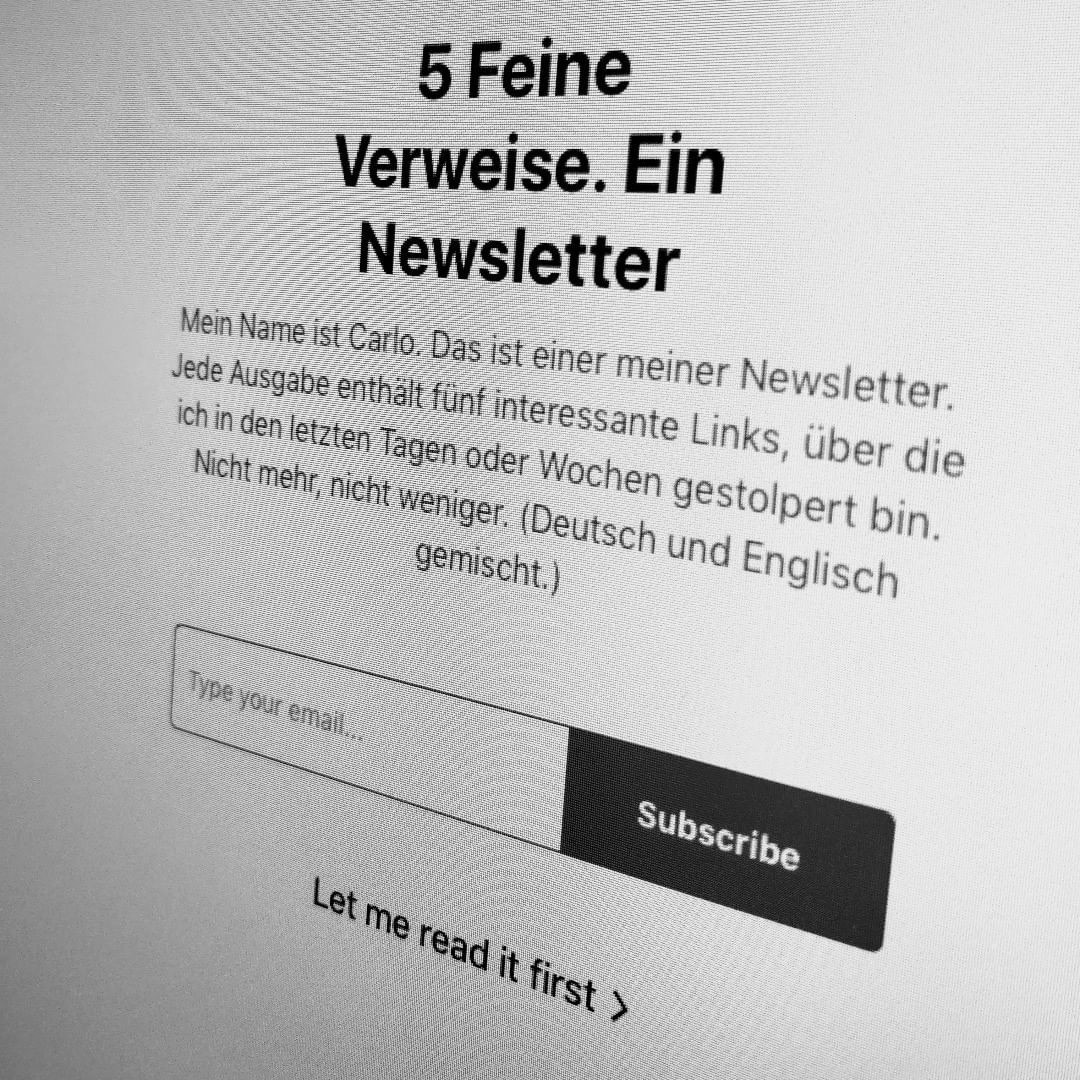 5 Feine
Verweise. Ein
Newsletter
Mein Name ist Carlo. Das ist einer meiner Newsletter.
Jede Ausgabe enthält fünf interessante Links, über die
ich in den letzten Tagen oder Wochen gestolpert bin.
Nicht mehr, nicht weniger. (Deutsch und Englisch
gemischt.)
Type your email...
Subscribe
Let me read it first >